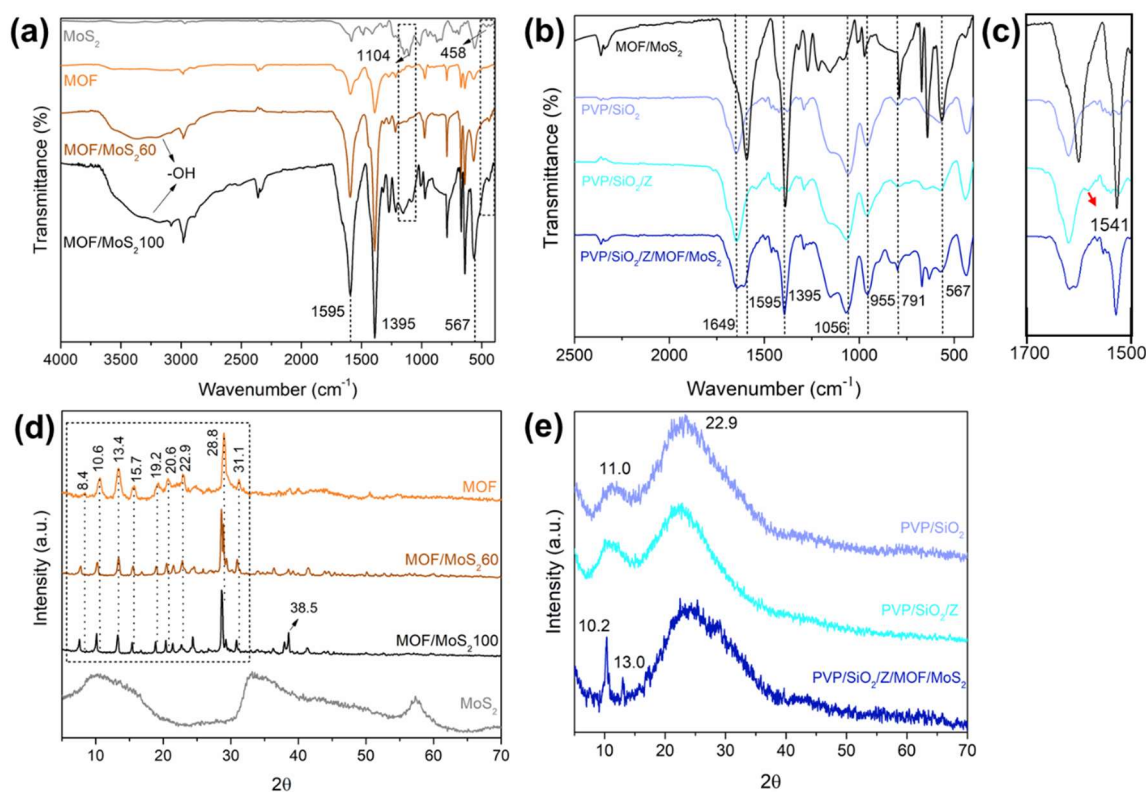 (a)
MoS2
1104
458
MOF
MOF/MoS260
-OH
MOF/MoS2100
1595
1395
567
Transmittance (%)
4000 3500 3000 2500 2000 1500 1000 500
Wavenumber (cm-1)
(b)
MOF/MoS2
PVP/SiO2
PVP/SiO2/Z
PVP/SiO2/Z/MOF/MoS2
1649
1595
1395
1056
955
791
567
Transmittance (%)
2500 2000 1500 1000 500
Wavenumber (cm-1)
(c)
1541
1700 1500
(d)
8.4
10.6
13.4
15.7
19.2
20.6
22.9
28.8
31.1
MOF
MOF/MoS260
MOF/MoS2100
38.5
MoS2
Intensity (a.u.)
10 20 30 40 50 60 70
2θ
(e)
22.9
11.0
PVP/SiO2
PVP/SiO2/Z
10.2
13.0
PVP/SiO2/Z/MOF/MoS2
Intensity (a.u.)
10 20 30 40 50 60 70
2θ